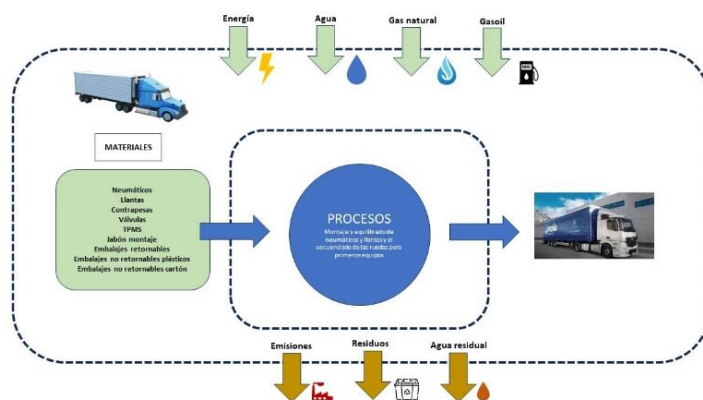 Energía
Agua
Gas natural
Gasoil
MATERIALES
Neumáticos
Llantas
Contrapesas
Válvulas
TPMS
Jabón montaje
Embalajes retornables
Embalajes no retornables plásticos
Embalajes no retornables cartón
PROCESOS
Montaje y equilibrado de
neumáticos y llantas y el
secuenciado de las ruedas para
primeros equipos
Emisiones
Residuos
Agua residual